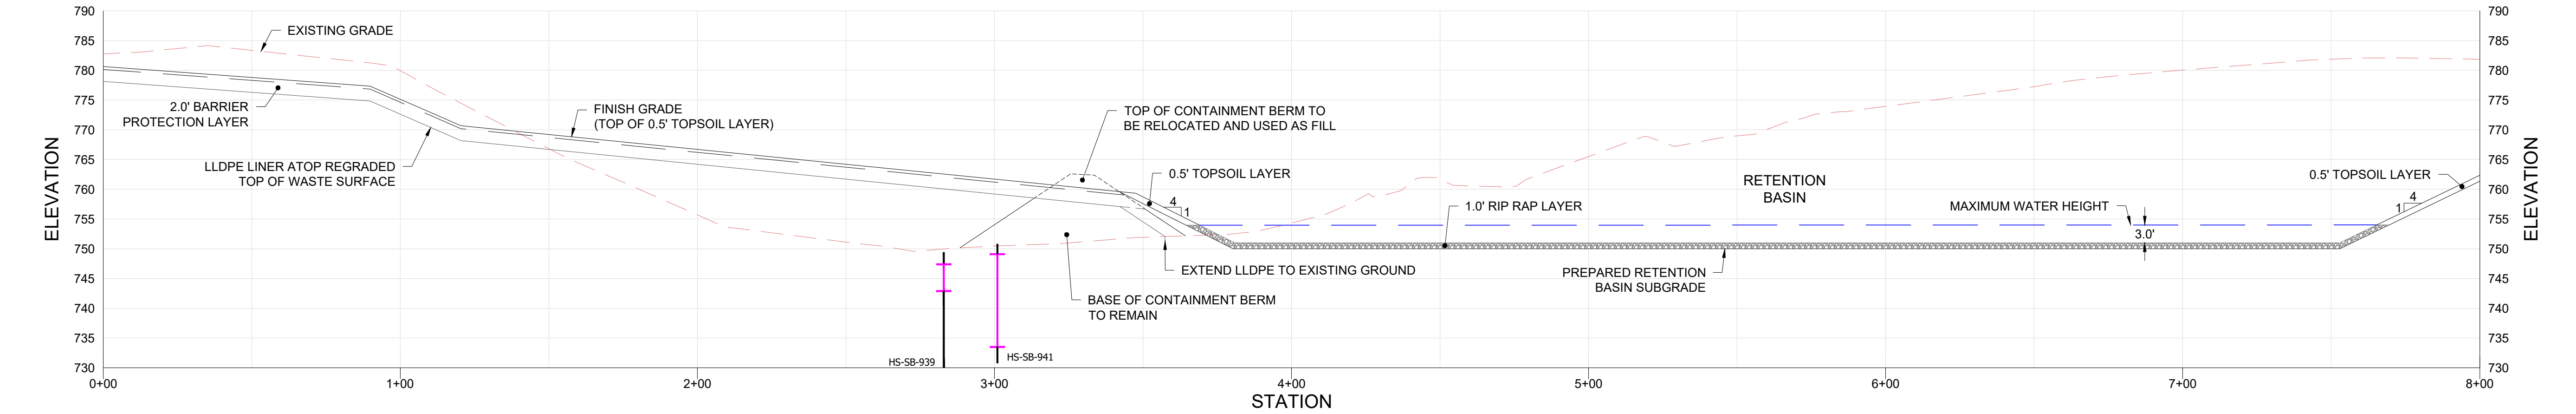 790
785
780
775
770
765
760
755
750
745
740
735
730
ELEVATION
EXISTING GRADE
2.0' BARRIER
PROTECTION LAYER
LLDPE LINER ATOP REGRADED
TOP OF WASTE SURFACE
FINISH GRADE
(TOP OF 0.5' TOPSOIL LAYER)
TOP OF CONTAINMENT BERM TO
BE RELOCATED AND USED AS FILL
0.5' TOPSOIL LAYER
4
1
EXTEND LLDPE TO EXISTING GROUND
BASE OF CONTAINMENT BERM
TO REMAIN
HS-SB-939
HS-SB-941
1.0' RIP RAP LAYER
PREPARED RETENTION
BASIN SUBGRADE
RETENTION
BASIN
MAXIMUM WATER HEIGHT
3.0'
0.5' TOPSOIL LAYER
4
1
790
785
780
775
770
765
760
755
750
745
740
735
730
ELEVATION
0+00
1+00
2+00
3+00
4+00
5+00
6+00
7+00
8+00
STATION